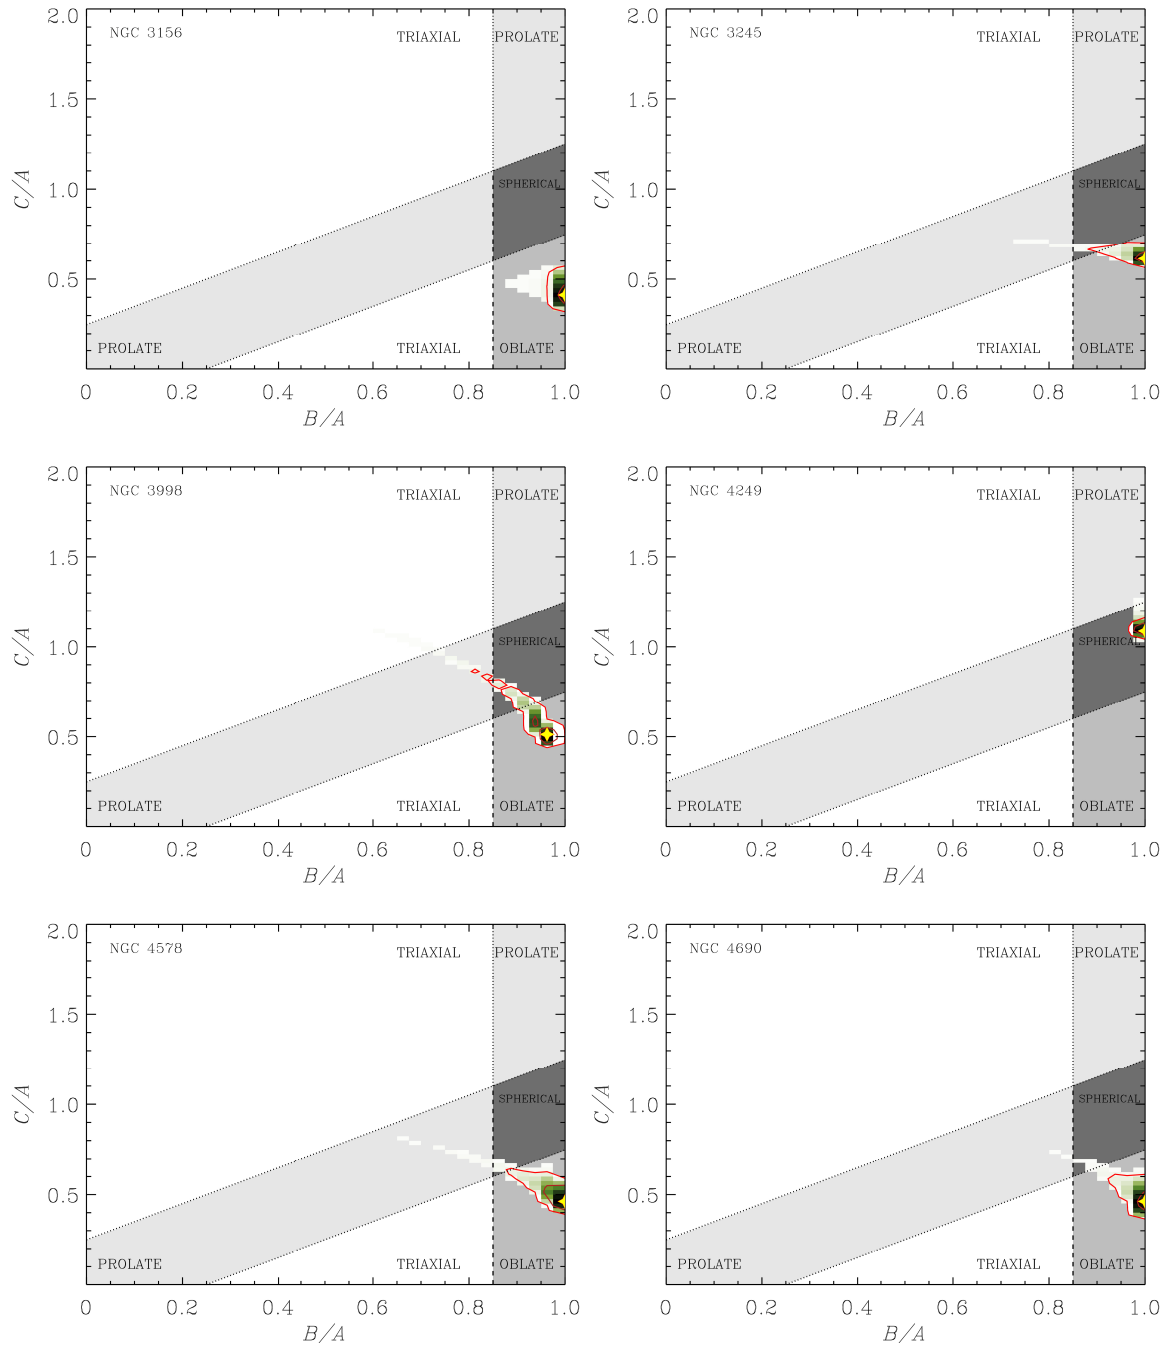 2.0
NGC 3156
TRIAXIAL
PROLATE
1.5
C/A
1.0
SPHERICAL
0.5
PROLATE
TRIAXIAL
OBLATE
0 0.2 0.4 0.6 0.8 1.0
B/A
2.0
NGC 3245
TRIAXIAL
PROLATE
1.5
C/A
1.0
SPHERICAL
0.5
PROLATE
TRIAXIAL
OBLATE
0 0.2 0.4 0.6 0.8 1.0
B/A
2.0
NGC 3998
TRIAXIAL
PROLATE
1.5
C/A
1.0
SPHERICAL
0.5
PROLATE
TRIAXIAL
OBLATE
0 0.2 0.4 0.6 0.8 1.0
B/A
2.0
NGC 4249
TRIAXIAL
PROLATE
1.5
C/A
1.0
SPHERICAL
0.5
PROLATE
TRIAXIAL
OBLATE
0 0.2 0.4 0.6 0.8 1.0
B/A
2.0
NGC 4578
TRIAXIAL
PROLATE
1.5
C/A
1.0
SPHERICAL
0.5
PROLATE
TRIAXIAL
OBLATE
0 0.2 0.4 0.6 0.8 1.0
B/A
2.0
NGC 4690
TRIAXIAL
PROLATE
1.5
C/A
1.0
SPHERICAL
0.5
PROLATE
TRIAXIAL
OBLATE
0 0.2 0.4 0.6 0.8 1.0
B/A